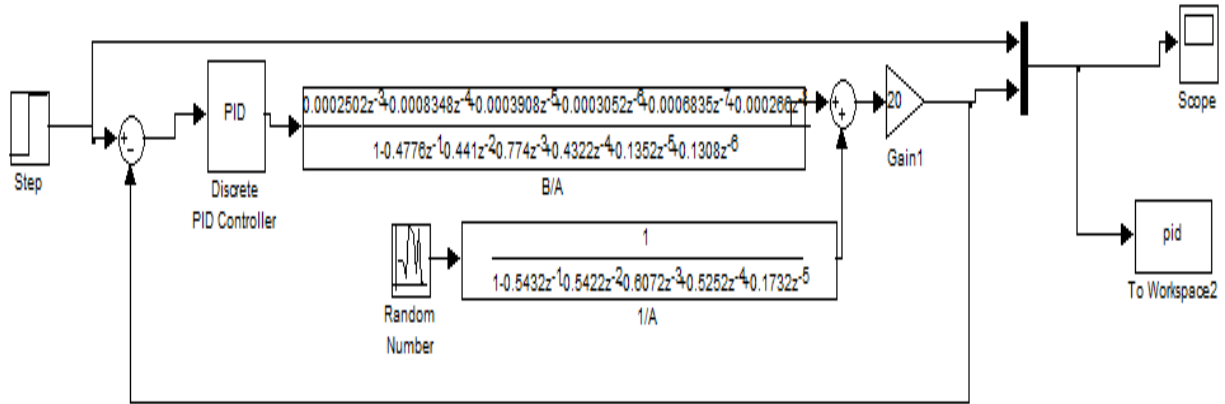 Step
+
−
PID
Discrete
PID Controller
0.0002502z-3+0.0008348z-4+0.0003908z-5+0.0003052z-6+0.0006835z-7+0.000266z-8
1-0.4776z-1-0.441z-2-0.774z-3+0.4322z-4+0.1352z-5+0.1308z-6
B/A
+
+
20
Gain1
Scope
pid
To Workspace2
Random
Number
1
1-0.5432z-1-0.5422z-2-0.6072z-3+0.5252z-4+0.1732z-5
1/A